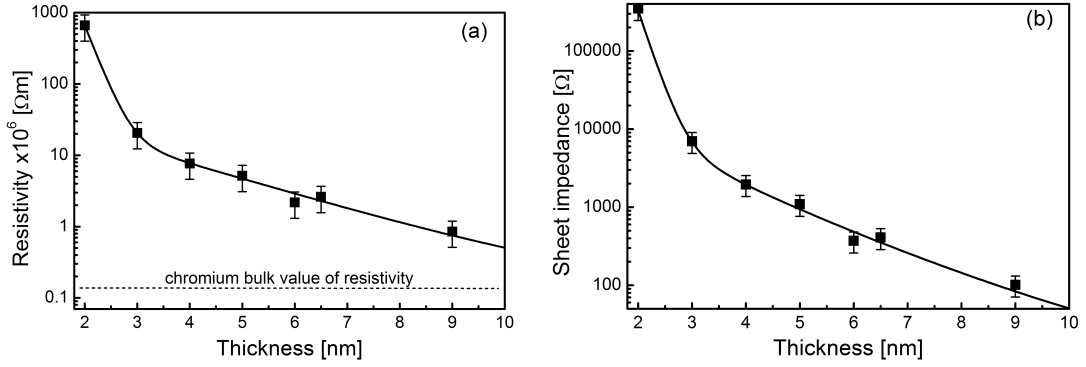 (a)
Resistivity x10⁶ [Ωm]
1000
100
10
1
0.1
chromium bulk value of resistivity
2 3 4 5 6 7 8 9 10
Thickness [nm]
(b)
Sheet impedance [Ω]
100000
10000
1000
100
2 3 4 5 6 7 8 9 10
Thickness [nm]